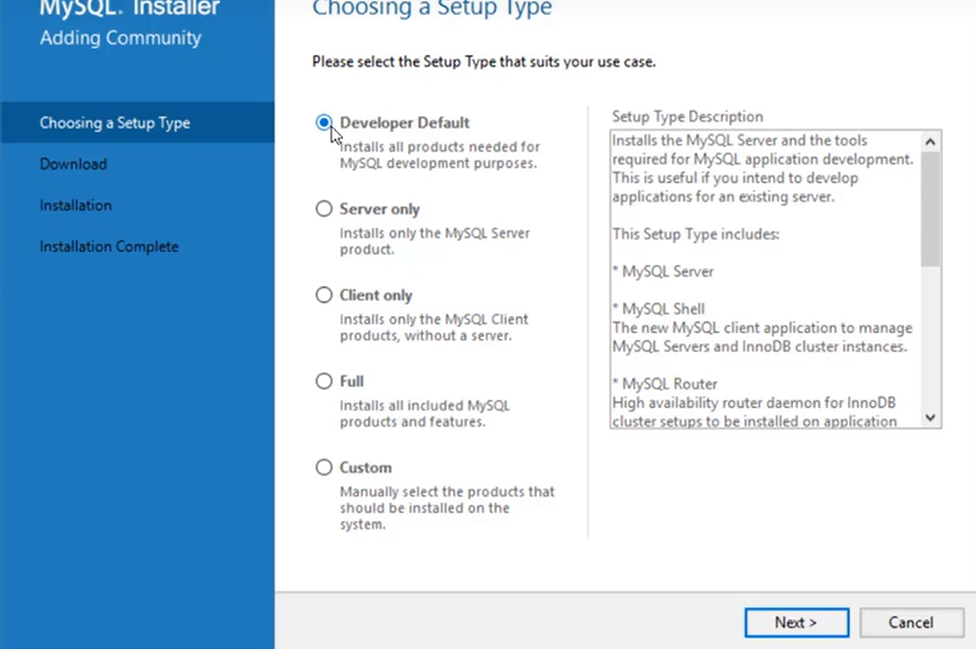 MySQL. Installer
Adding Community
Choosing a Setup Type
Download
Installation
Installation Complete
Choosing a Setup Type
Please select the Setup Type that suits your use case.
Developer Default
Installs all products needed for
MySQL development purposes.
Server only
Installs only the MySQL Server
product.
Client only
Installs only the MySQL Client
products, without a server.
Full
Installs all included MySQL
products and features.
Custom
Manually select the products that
should be installed on the
system.
Setup Type Description
Installs the MySQL Server and the tools
required for MySQL application development.
This is useful if you intend to develop
applications for an existing server.
This Setup Type includes:
* MySQL Server
* MySQL Shell
The new MySQL client application to manage
MySQL Servers and InnoDB cluster instances.
* MySQL Router
High availability router daemon for InnoDB
cluster setups to be installed on application
Next >
Cancel